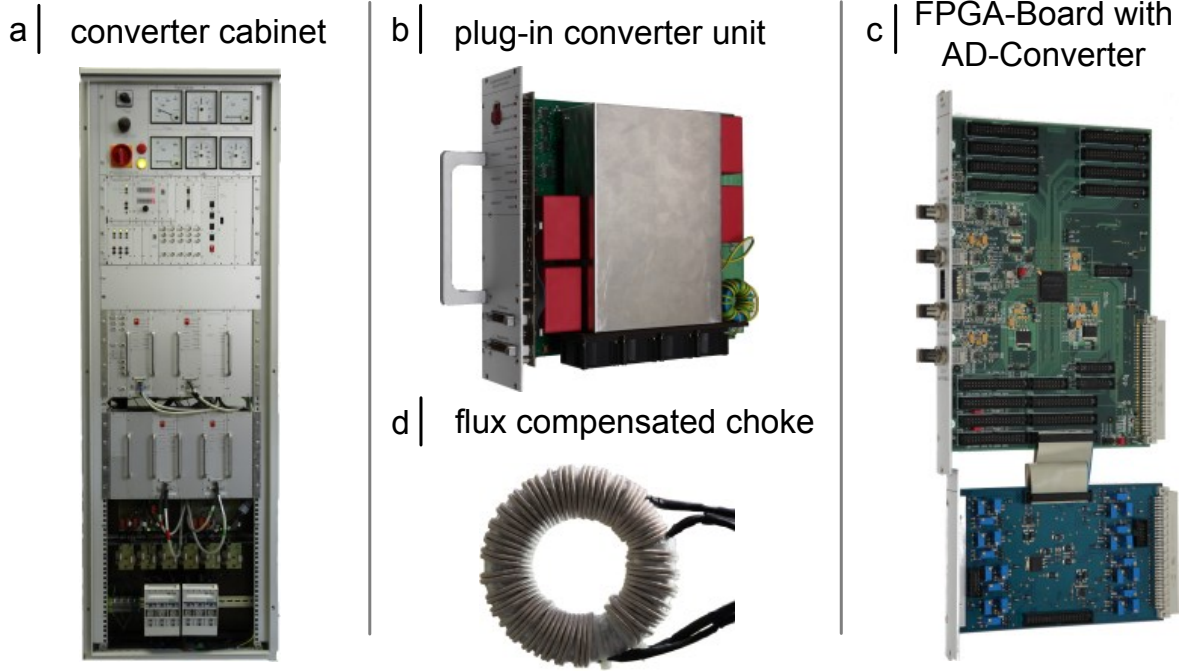 a | converter cabinet
b | plug-in converter unit
c | FPGA-Board with
AD-Converter
d | flux compensated choke